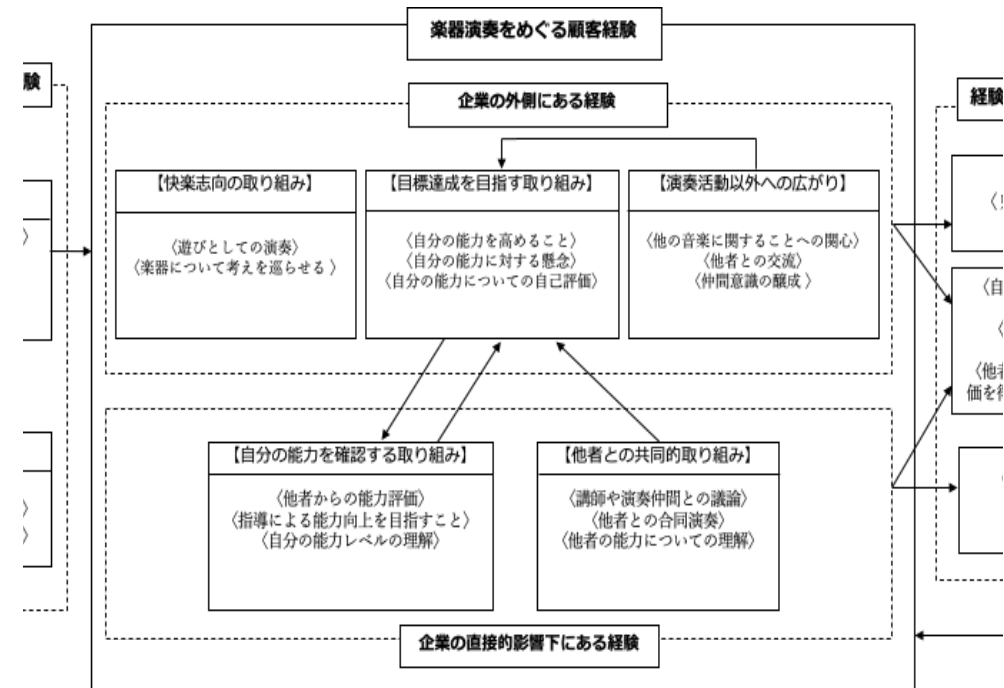 楽器演奏をめぐる顧客経験
験
企業の外側にある経験
経験
【快楽志向の取り組み】
〈遊びとしての演奏〉
〈楽器について考えを巡らせる 〉
【目標達成を目指す取り組み】
〈自分の能力を高めること〉
〈自分の能力に対する懸念〉
〈自分の能力についての自己評価〉
【演奏活動以外への広がり】
〈他の音楽に関することへの関心〉
〈他者との交流〉
〈仲間意識の醸成 〉
〈自
〈他者
価を得
【自分の能力を確認する取り組み】
〈他者からの能力評価〉
〈指導による能力向上を目指すこと〉
〈自分の能力レベルの理解〉
【他者との共同的取り組み】
〈講師や演奏仲間との議論〉
〈他者との合同演奏〉
〈他者の能力についての理解〉
企業の直接的影響下にある経験